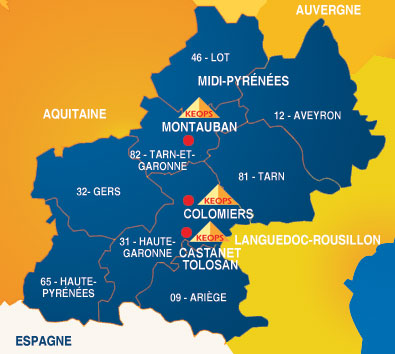 AUVERGNE
46 - LOT
MIDI-PYRÉNÉES
AQUITAINE
KEOPS
MONTAUBAN
12 - AVEYRON
82 - TARN-ET-
GARONNE
81 - TARN
32- GERS
KEOPS
COLOMIERS
31 - HAUTE-
GARONNE
KEOPS
CASTANET
TOLOSAN
LANGUEDOC-ROUSILLON
65 - HAUTE-
PYRÉNÉES
09 - ARIÈGE
ESPAGNE